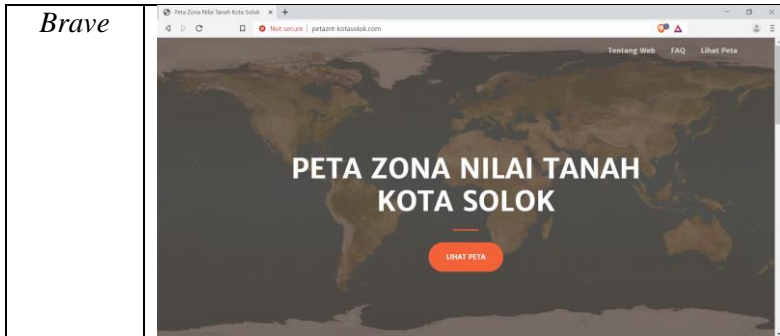 Brave
Peta Zona Nilai Tanah Kota Solok
Not secure | petaznt-kotasolok.com
Tentang Web FAQ Lihat Peta
PETA ZONA NILAI TANAH
KOTA SOLOK
LIHAT PETA